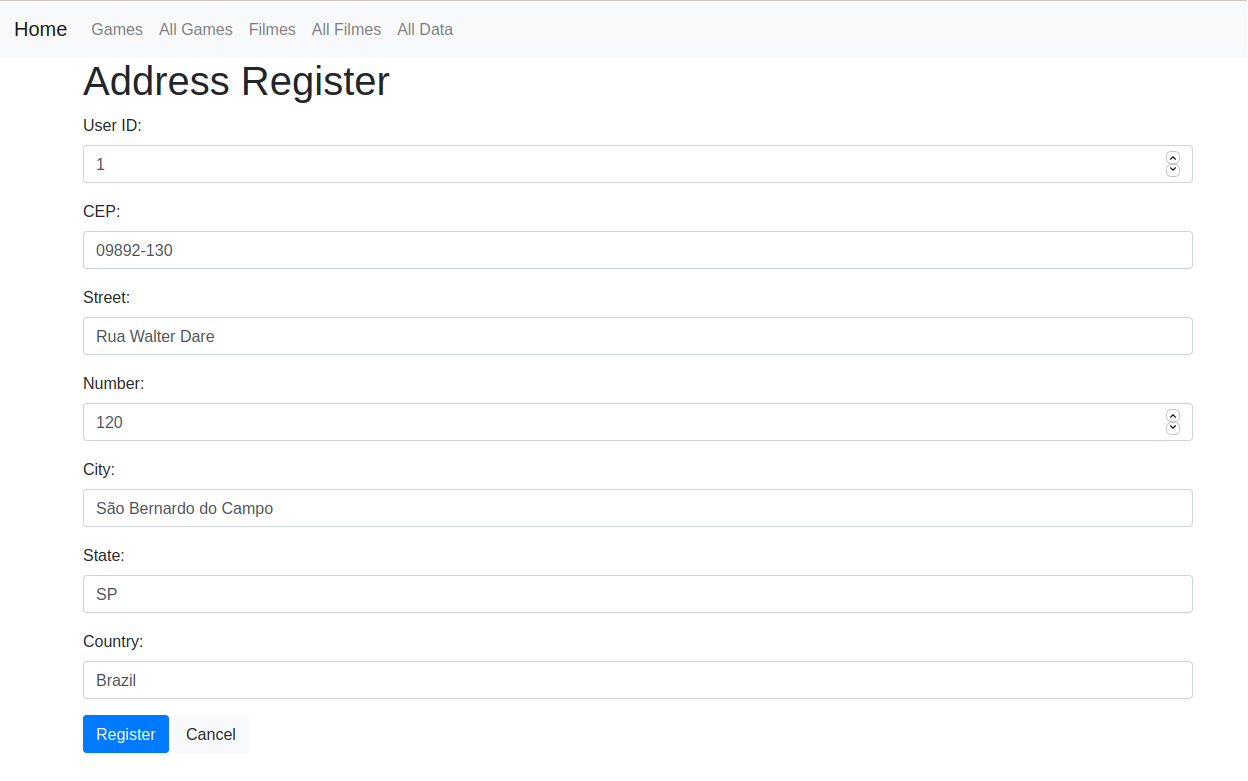 Home Games All Games Filmes All Filmes All Data
Address Register
User ID:
1
CEP:
09892-130
Street:
Rua Walter Dare
Number:
120
City:
São Bernardo do Campo
State:
SP
Country:
Brazil
Register Cancel